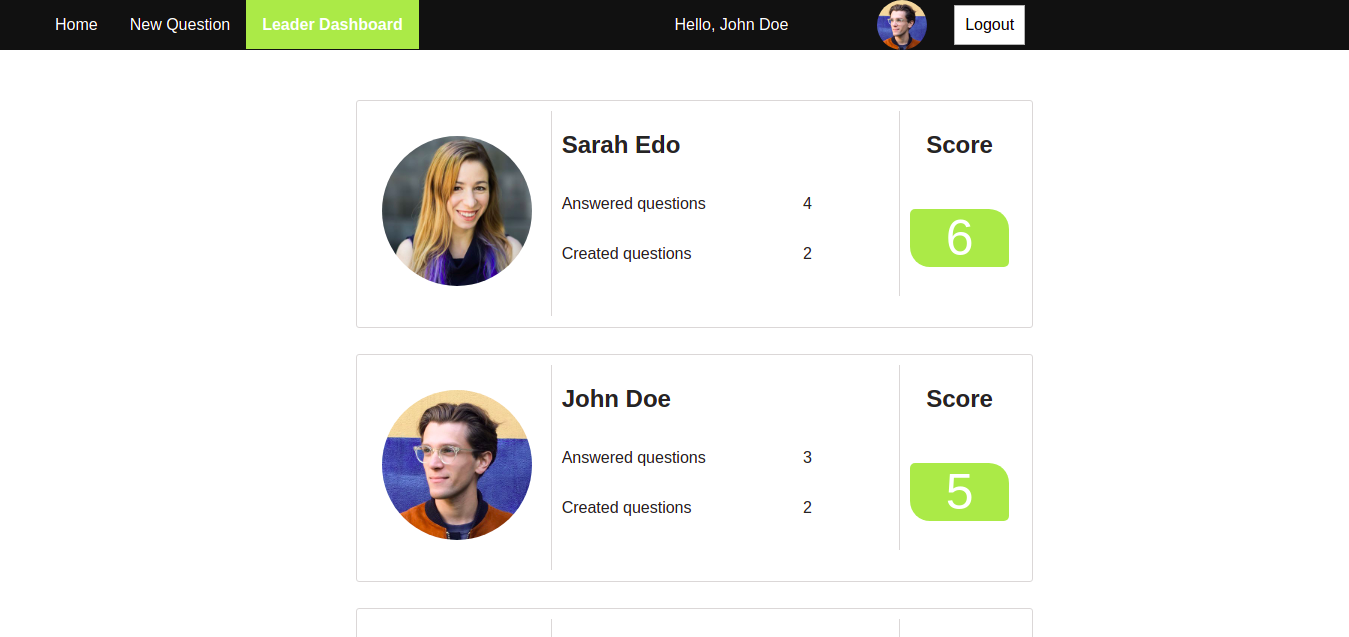 Home New Question Leader Dashboard Hello, John Doe Logout
Sarah Edo Score
Answered questions 4
6
Created questions 2
John Doe Score
Answered questions 3
5
Created questions 2